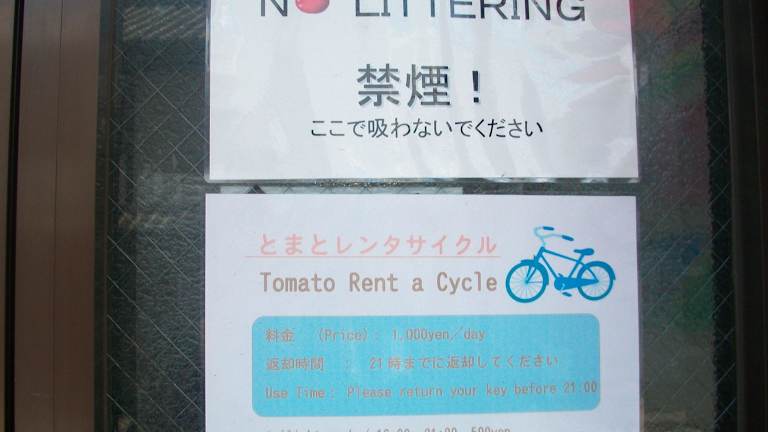 NO LITTERING
禁煙！
ここで吸わないでください
とまとレンタサイクル
Tomato Rent a Cycle
料金 (Price): 1,000yen/day
返却時間 : 21時までに返却してください
Use Time: Please return your key before 21:00